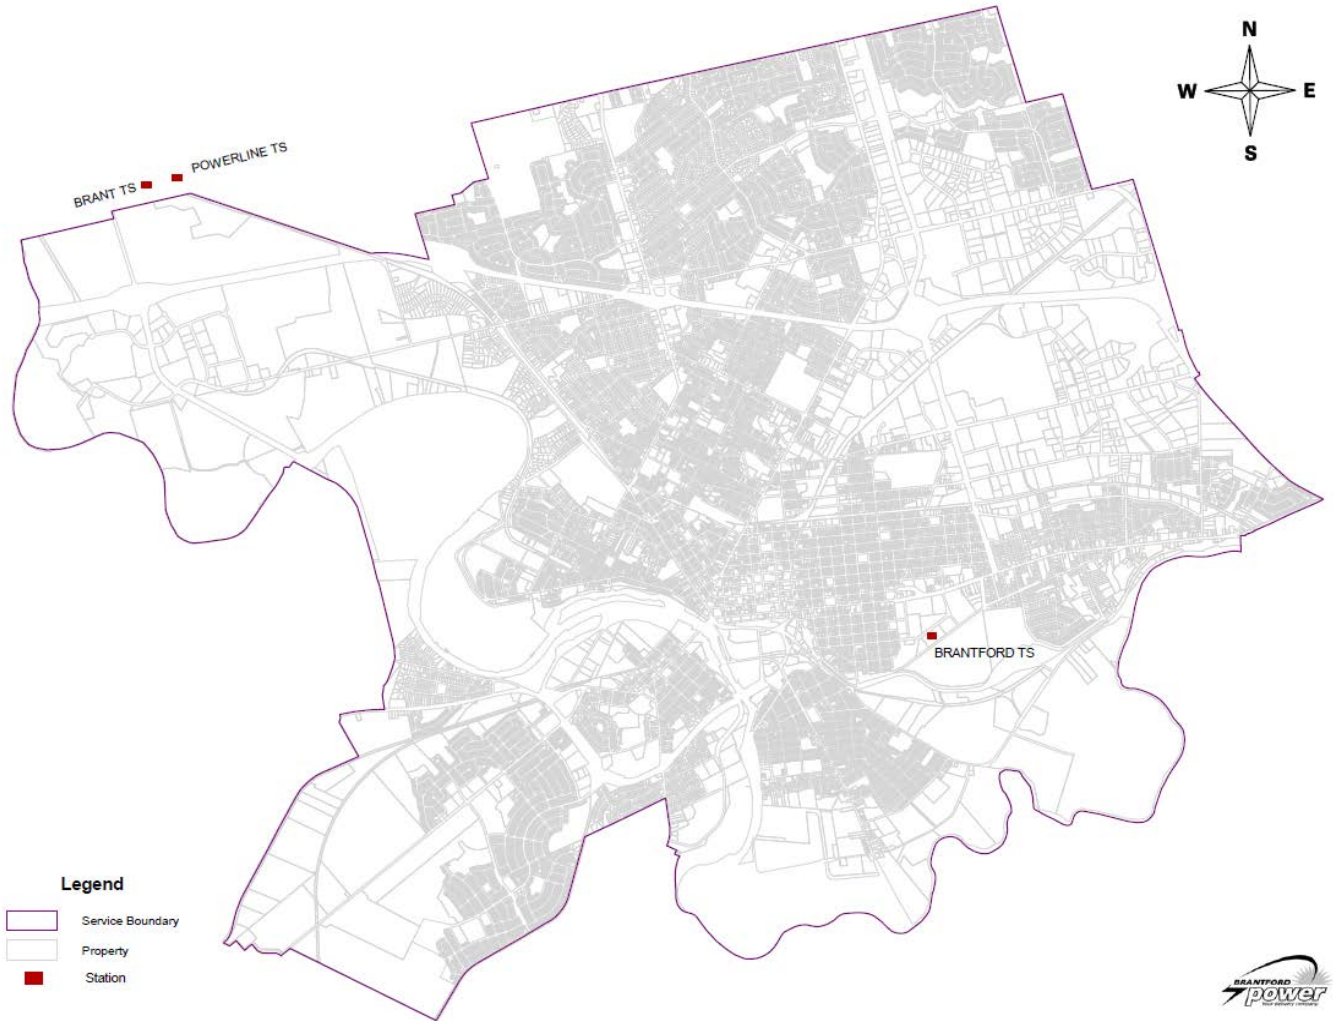 N
W E
S
POWERLINE TS
BRANT TS
BRANTFORD TS
Legend
Service Boundary
Property
Station
BRANTFORD
power